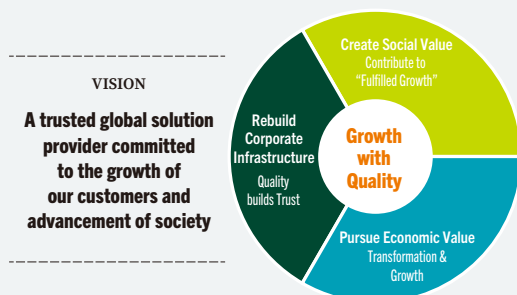 VISION
A trusted global solution
provider committed
to the growth of
our customers and
advancement of society
Create Social Value
Contribute to
“Fulfilled Growth”
Rebuild
Corporate
Infrastructure
Quality
builds Trust
Growth
with
Quality
Pursue Economic Value
Transformation &
Growth